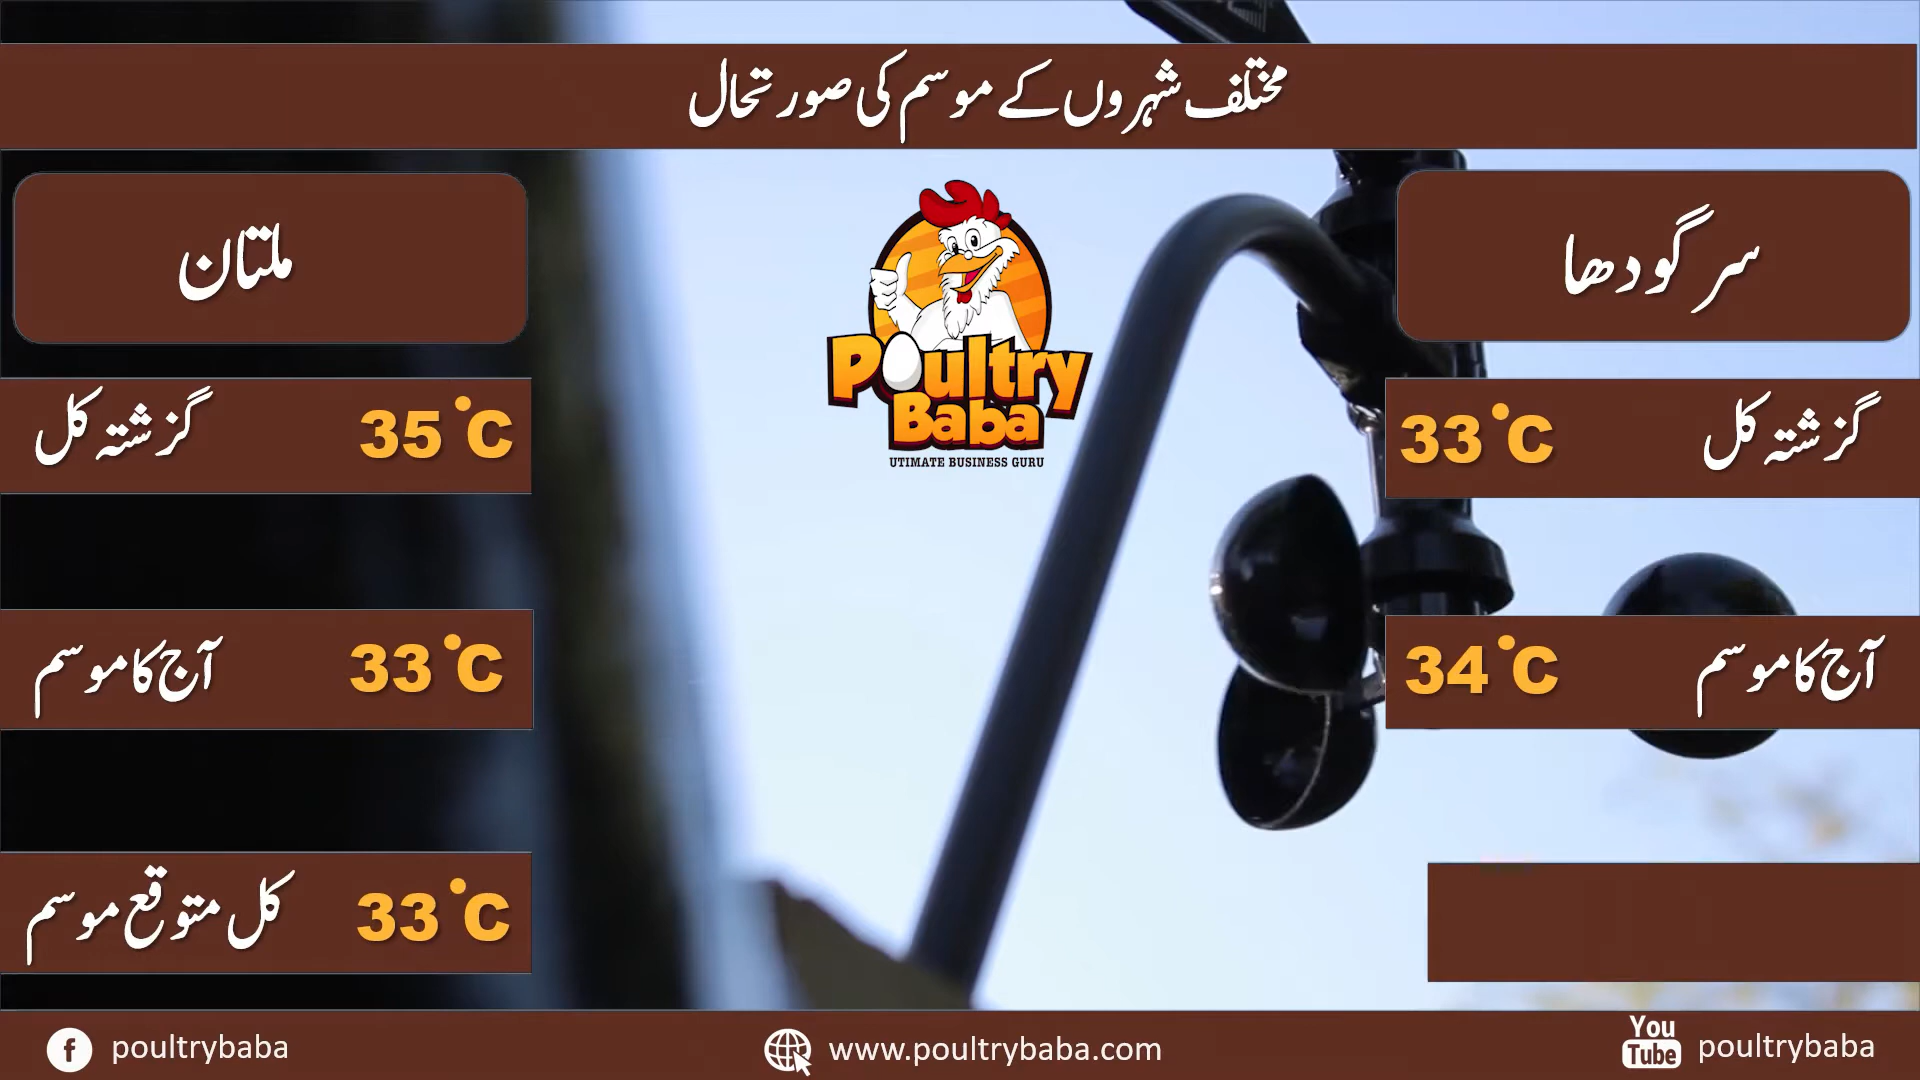 مختلف شہروں کے موسم کی صورتحال
سرگودھا
ملتان
Poultry
Baba
UTIMATE BUSINESS GURU
گزشتہ کل 33°C
گزشتہ کل 35°C
آج کا موسم 34°C
آج کا موسم 33°C
کل متوقع موسم 33°C
poultrybaba
www.poultrybaba.com
You Tube poultrybaba